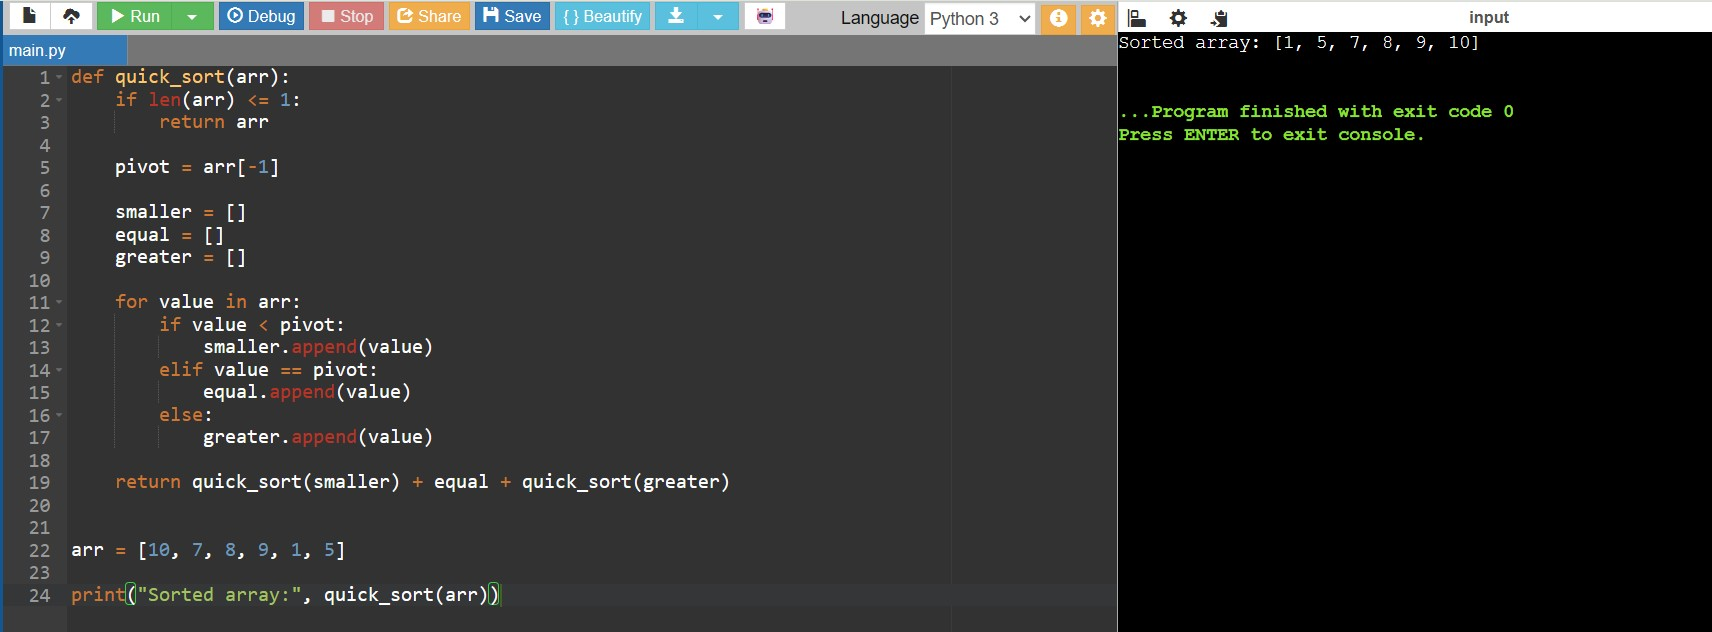 Run Debug Stop Share Save { } Beautify Language Python 3
main.py
1 def quick_sort(arr):
2     if len(arr) <= 1:
3         return arr
4
5     pivot = arr[-1]
6
7     smaller = []
8     equal = []
9     greater = []
10
11     for value in arr:
12         if value < pivot:
13             smaller.append(value)
14         elif value == pivot:
15             equal.append(value)
16         else:
17             greater.append(value)
18
19     return quick_sort(smaller) + equal + quick_sort(greater)
20
21
22 arr = [10, 7, 8, 9, 1, 5]
23
24 print("Sorted array:", quick_sort(arr))
input
Sorted array: [1, 5, 7, 8, 9, 10]
...Program finished with exit code 0
Press ENTER to exit console.